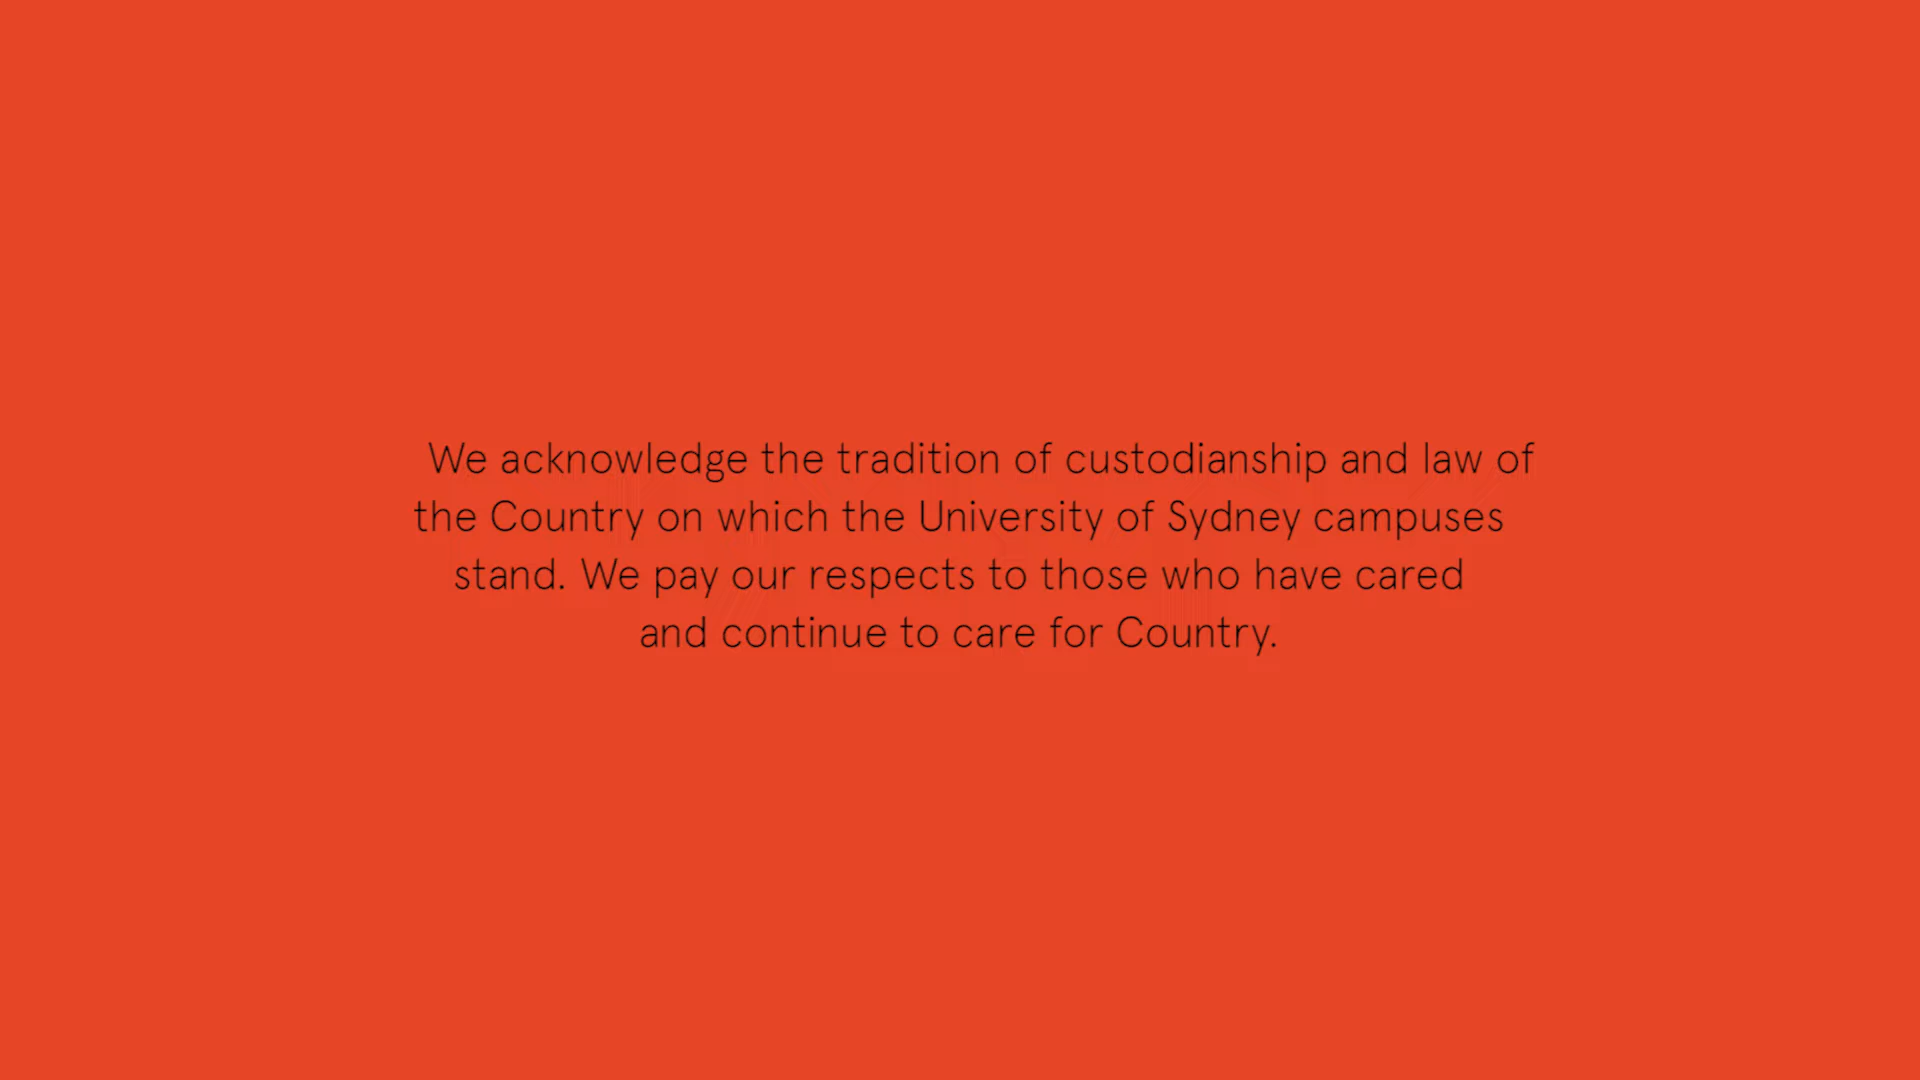 We acknowledge the tradition of custodianship and law of
the Country on which the University of Sydney campuses
stand. We pay our respects to those who have cared
and continue to care for Country.